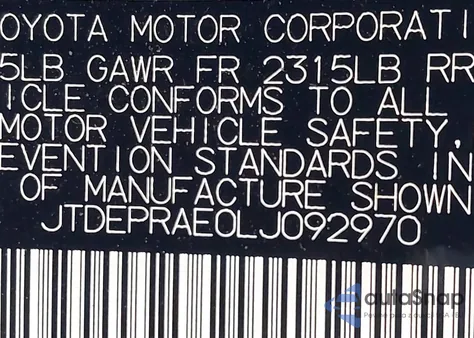 OYOTA MOTOR CORPORATI
5LB GAWR FR 2315LB RR
ICLE CONFORMS TO ALL
MOTOR VEHICLE SAFETY,
EVENTION STANDARDS IN
OF MANUFACTURE SHOWN
JTDEPRAE0LJ092970
autaSnap